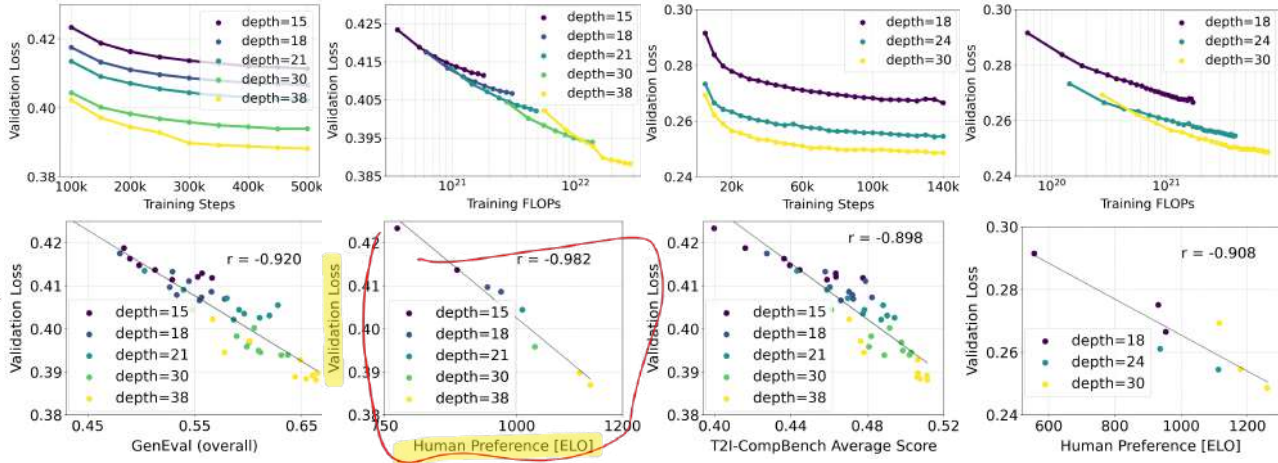 0.42
0.40
0.38
Validation Loss
depth=15
depth=18
depth=21
depth=30
depth=38
100k 200k 300k 400k 500k
Training Steps
0.425
0.415
0.405
0.395
0.385
Validation Loss
depth=15
depth=18
depth=21
depth=30
depth=38
10²¹ 10²²
Training FLOPs
0.30
0.28
0.26
0.24
Validation Loss
depth=18
depth=24
depth=30
20k 60k 100k 140k
Training Steps
0.30
0.28
0.26
0.24
Validation Loss
depth=18
depth=24
depth=30
10²⁰ 10²¹
Training FLOPs
0.42
0.41
0.40
0.39
0.38
Validation Loss
r = -0.920
depth=15
depth=18
depth=21
depth=30
depth=38
0.45 0.55 0.65
GenEval (overall)
0.42
0.41
0.40
0.39
0.38
Validation Loss
r = -0.982
depth=15
depth=18
depth=21
depth=30
depth=38
1000 1200
Human Preference [ELO]
0.42
0.41
0.40
0.39
0.38
Validation Loss
r = -0.898
depth=15
depth=18
depth=21
depth=30
depth=38
0.40 0.44 0.48 0.52
T2I-CompBench Average Score
0.30
0.28
0.26
0.24
Validation Loss
r = -0.908
depth=18
depth=24
depth=30
600 800 1000 1200
Human Preference [ELO]